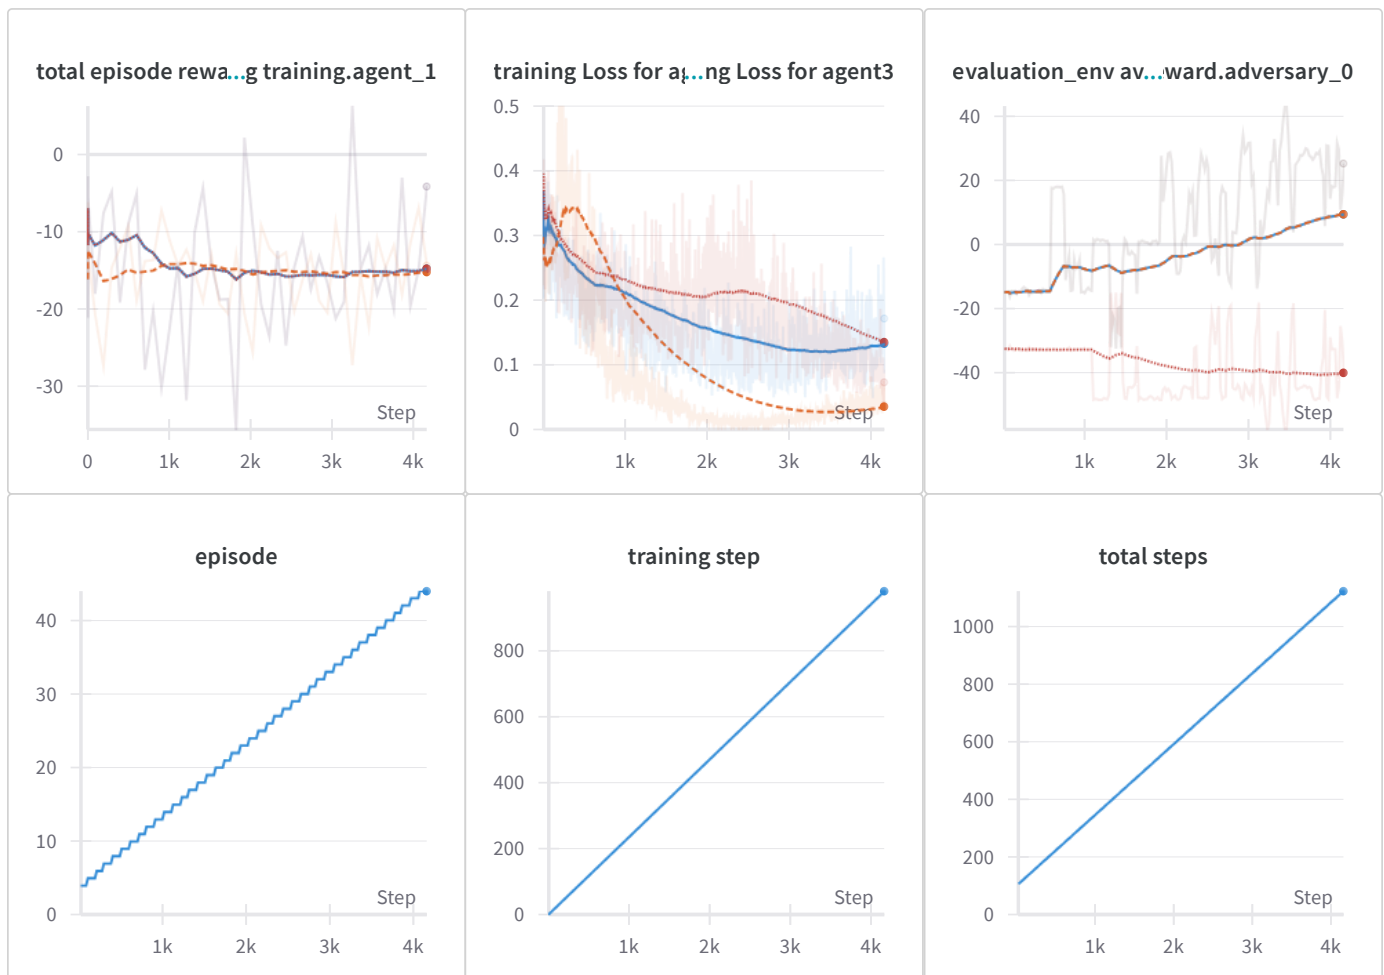 total episode rewa...g training.agent_1
0
-10
-20
-30
Step
0 1k 2k 3k 4k
training Loss for ag...ng Loss for agent3
0.5
0.4
0.3
0.2
0.1
0
Step
1k 2k 3k 4k
evaluation_env av...ward.adversary_0
40
20
0
-20
-40
Step
1k 2k 3k 4k
episode
40
30
20
10
0
Step
1k 2k 3k 4k
training step
800
600
400
200
0
Step
1k 2k 3k 4k
total steps
1000
800
600
400
200
0
Step
1k 2k 3k 4k